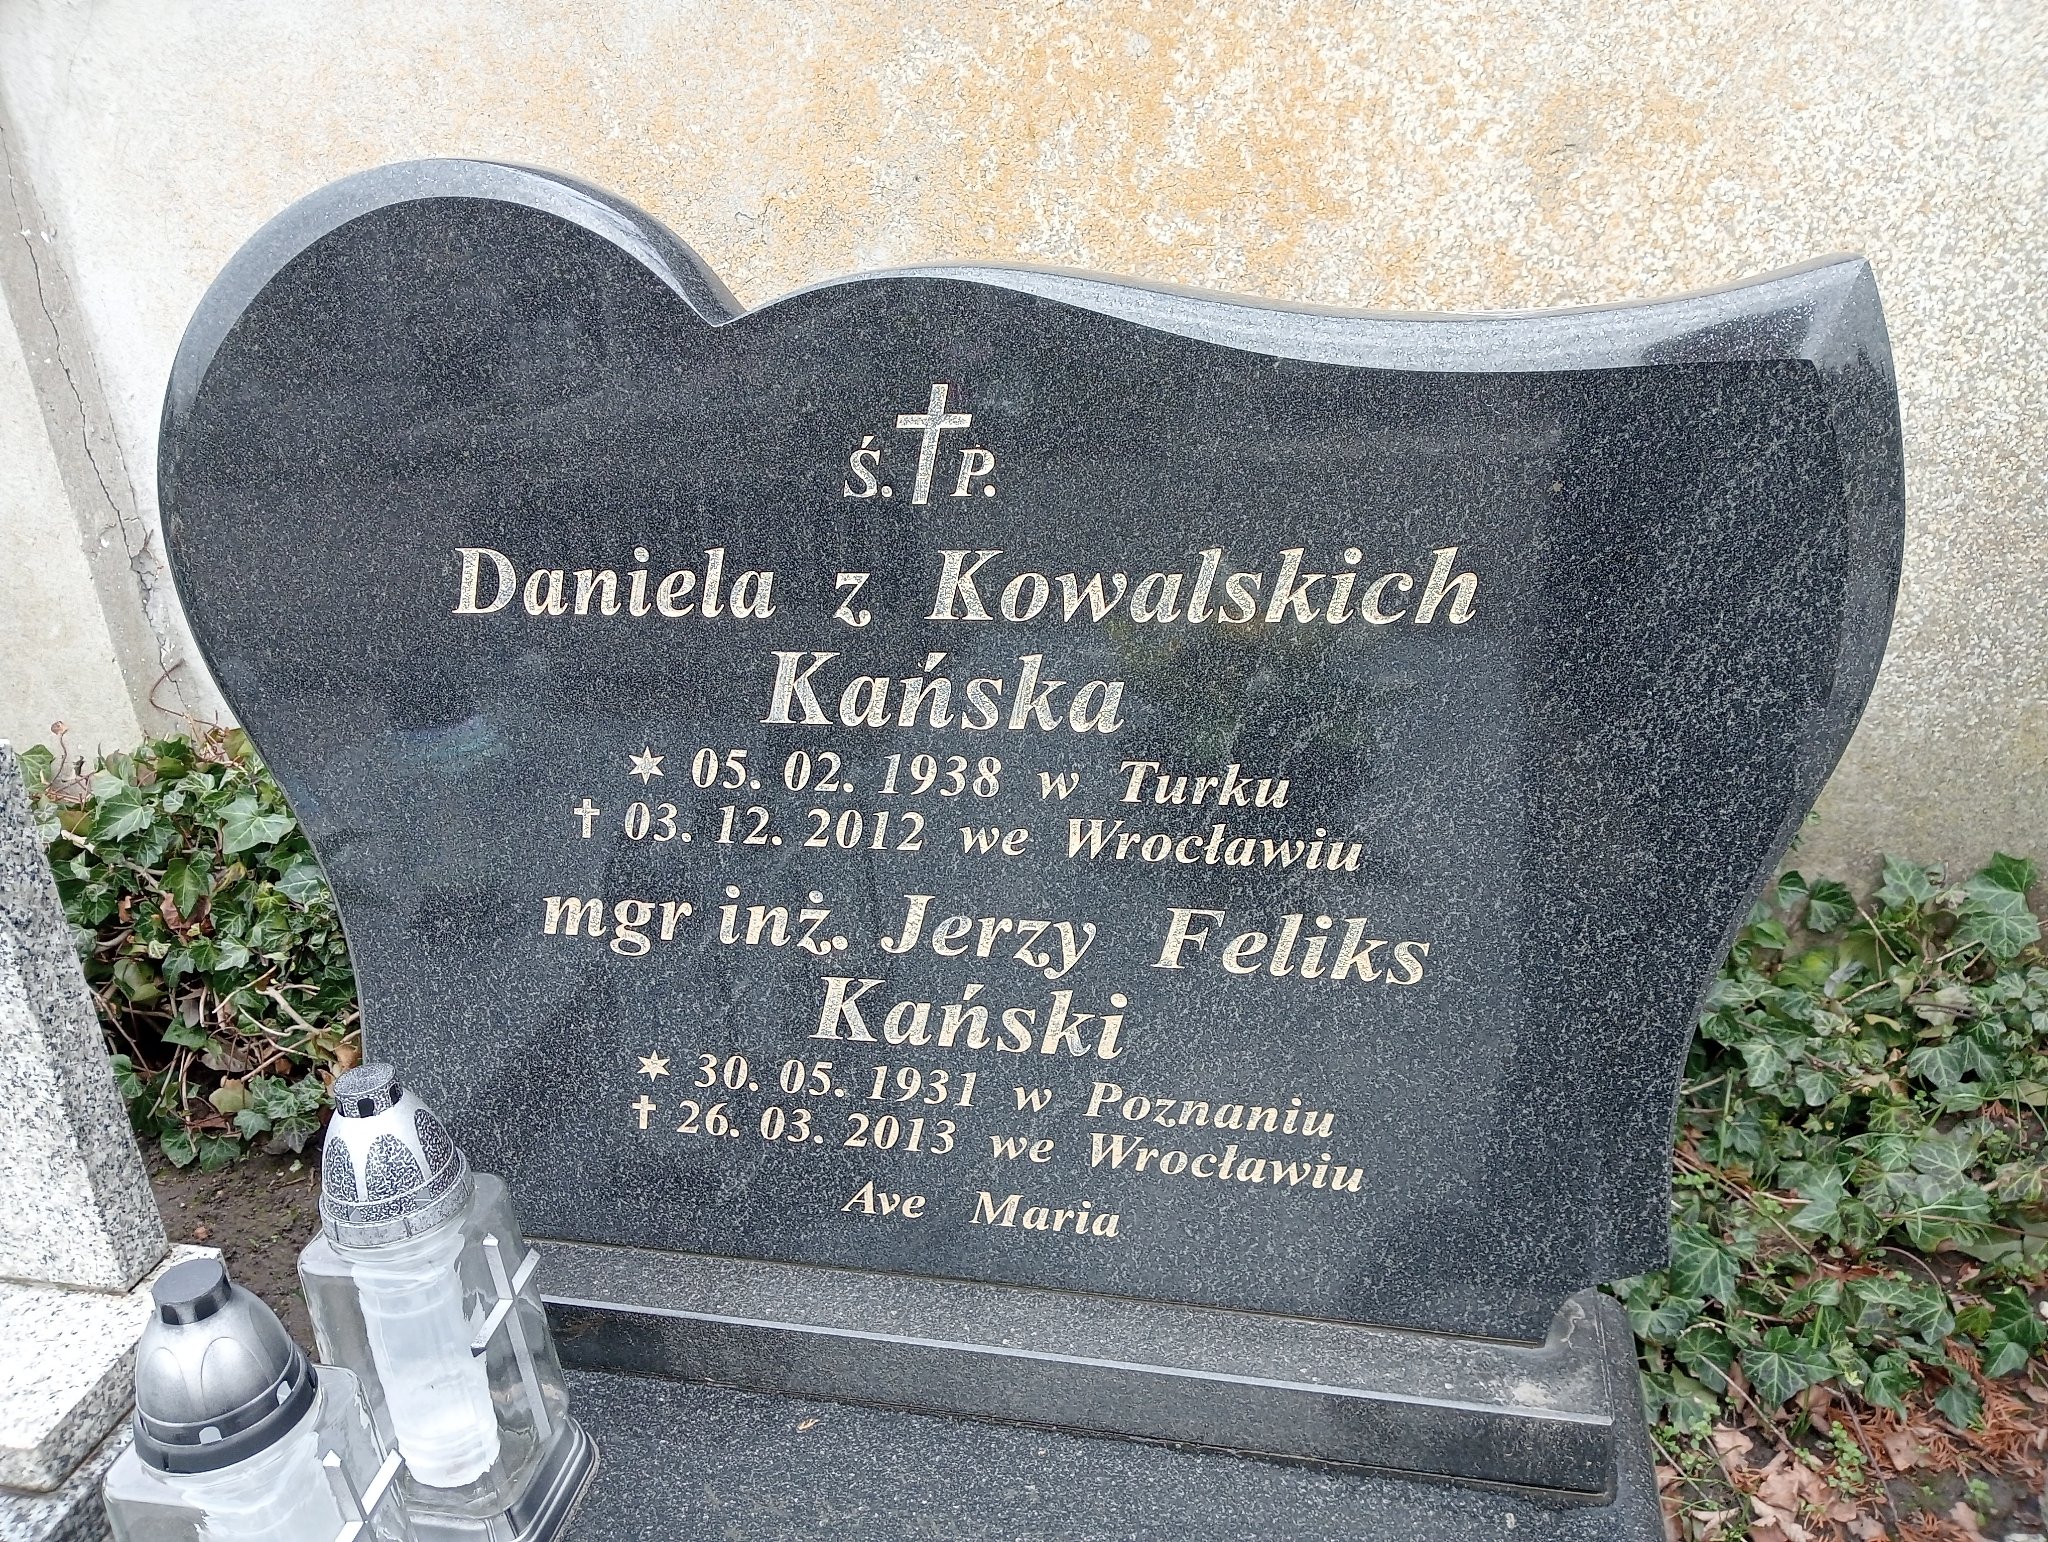 Ś. P.
Daniela z Kowalskich
Kańska
05. 02. 1938 w Turku
03. 12. 2012 we Wrocławiu
mgr inż. Jerzy Feliks
Kański
30. 05. 1931 w Poznaniu
26. 03. 2013 we Wrocławiu
Ave Maria